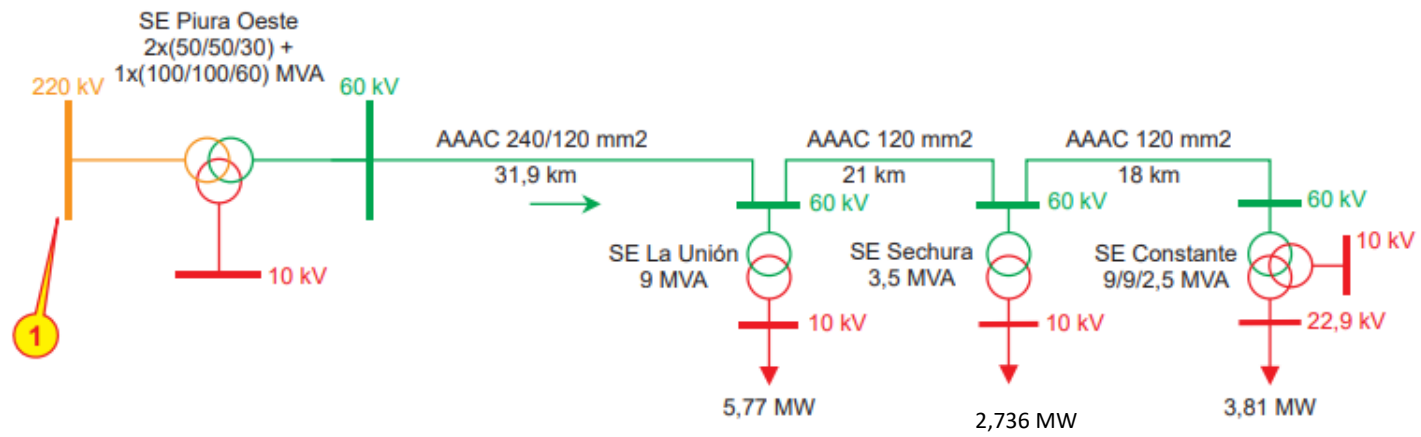 SE Piura Oeste
2x(50/50/30) +
1x(100/100/60) MVA
220 kV
60 kV
10 kV
1
AAAC 240/120 mm2
31,9 km
AAAC 120 mm2
21 km
AAAC 120 mm2
18 km
60 kV
SE La Unión
9 MVA
10 kV
5,77 MW
60 kV
SE Sechura
3,5 MVA
10 kV
2,736 MW
60 kV
SE Constante
9/9/2,5 MVA
10 kV
22,9 kV
3,81 MW